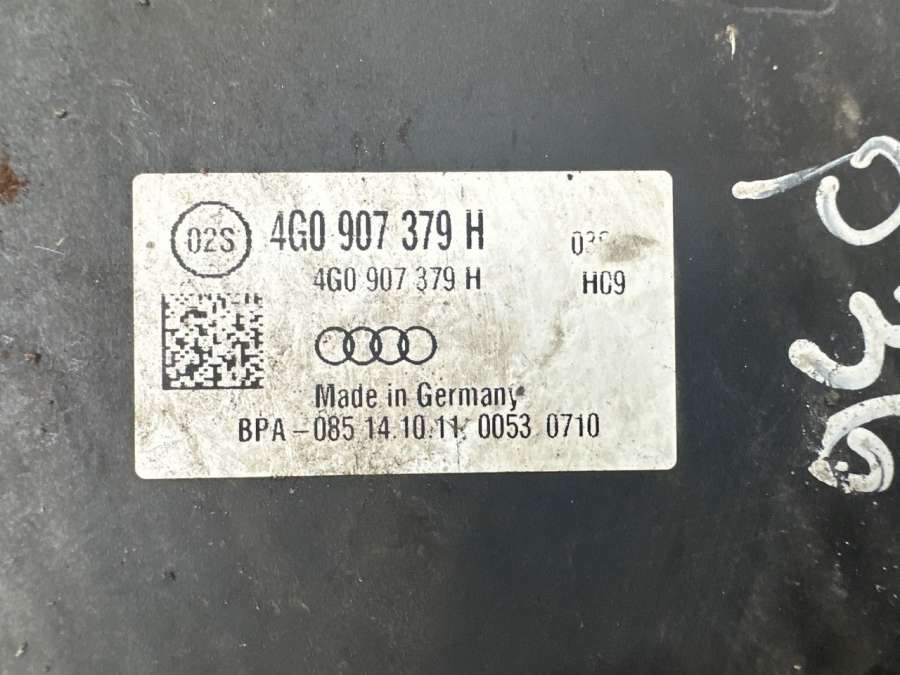 02S
4G0 907 379 H
4G0 907 379 H
H09
Made in Germany
BPA - 085 14.10.11 0053 0710